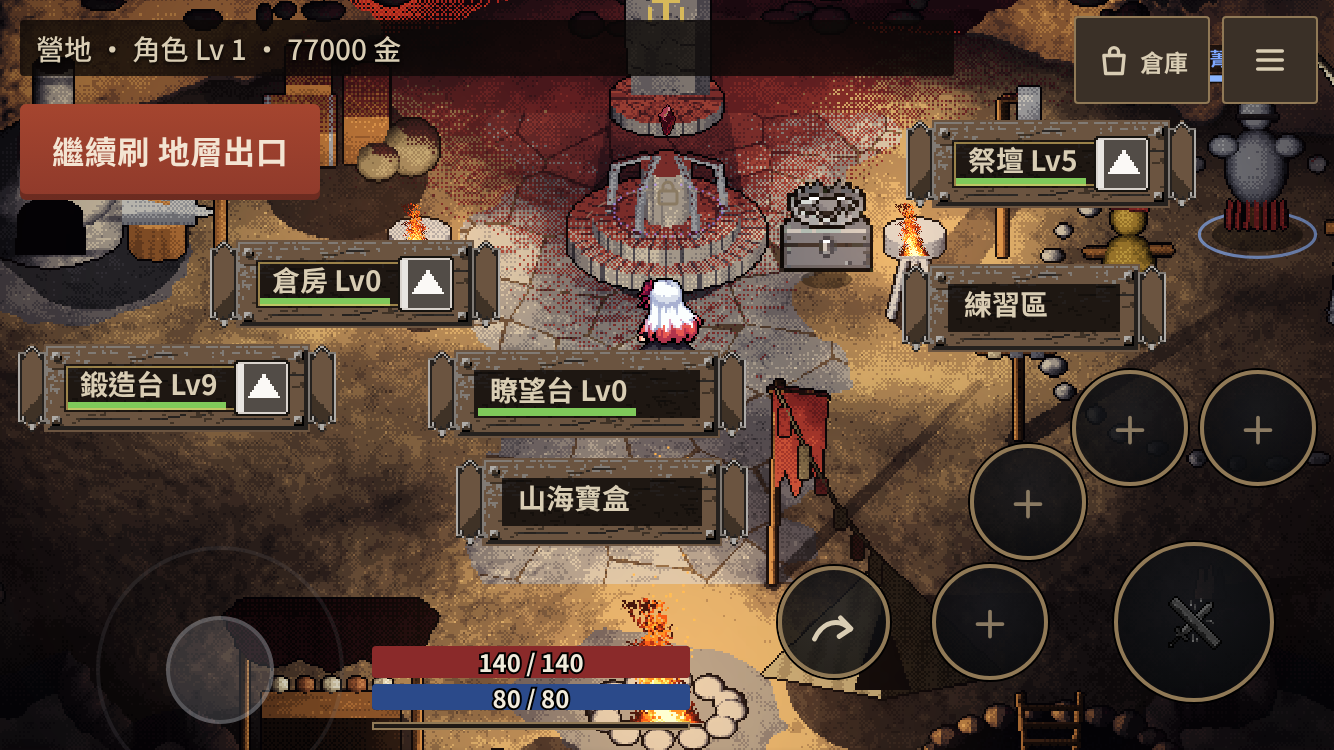 營地 · 角色 Lv 1 · 77000 金
倉庫
繼續刷 地層出口
祭壇 Lv5
倉房 Lv0
練習區
鍛造台 Lv9
瞭望台 Lv0
山海寶盒
140 / 140
80 / 80